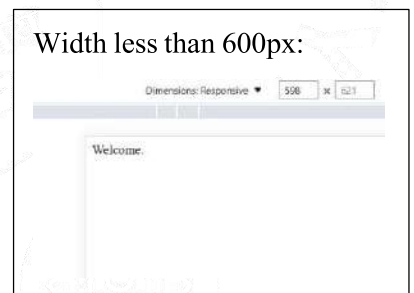 Width less than 600px:
Dimensions: Responsive ▼ 598 x 621
Welcome.